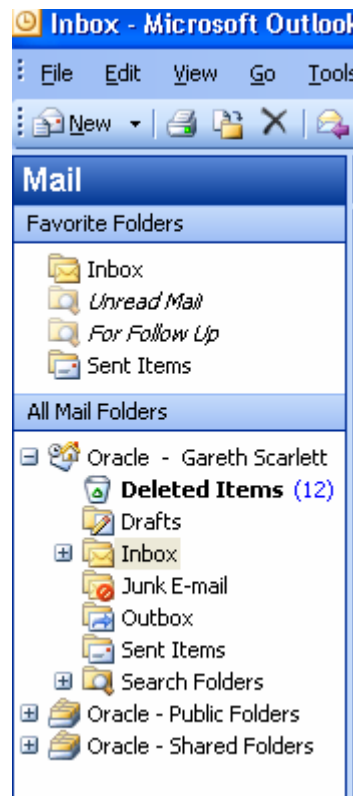 Inbox - Microsoft Outlook
File Edit View Go Tools
New
Mail
Favorite Folders
Inbox
Unread Mail
For Follow Up
Sent Items
All Mail Folders
Oracle - Gareth Scarlett
Deleted Items (12)
Drafts
Inbox
Junk E-mail
Outbox
Sent Items
Search Folders
Oracle - Public Folders
Oracle - Shared Folders